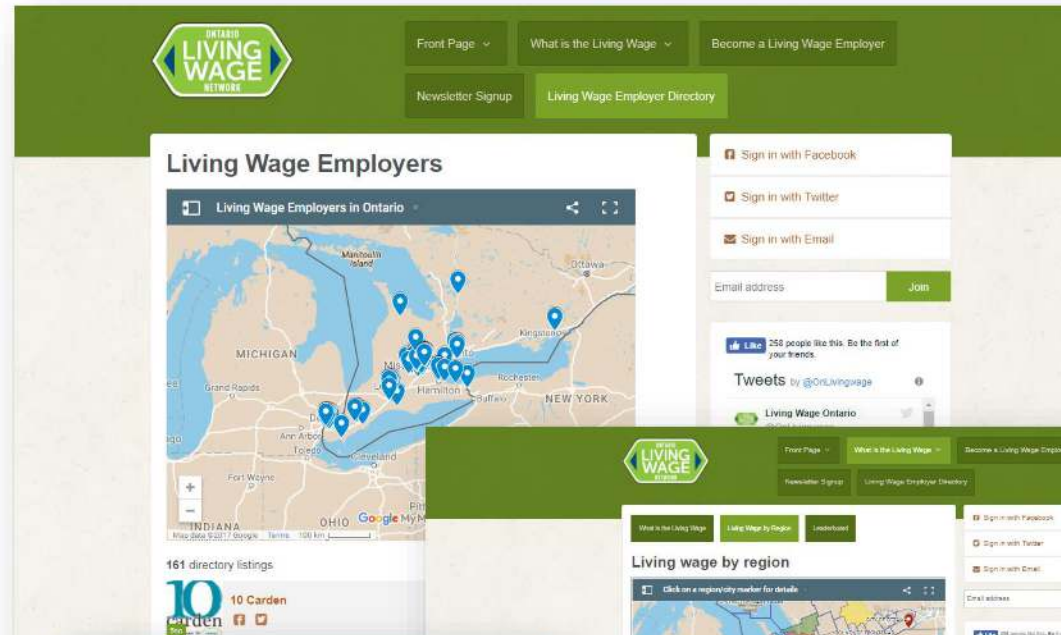 ONTARIO
LIVING
WAGE
NETWORK
Front Page
What is the Living Wage
Become a Living Wage Employer
Newsletter Signup
Living Wage Employer Directory
Living Wage Employers
Living Wage Employers in Ontario
Manitoulin
Island
Ottawa
Kingston
MICHIGAN
Grand Rapids
Hamilton
Rochester
Buffalo
NEW YORK
Ann Arbor
Toledo
Cleveland
Fort Wayne
INDIANA
OHIO
Google My M
Map data ©2017 Google Terms 100 km
161 directory listings
10
carden
10 Carden
Sign in with Facebook
Sign in with Twitter
Sign in with Email
Email address
Join
Like
258 people like this. Be the first of
your friends.
Tweets by @OnLivingwage
Living Wage Ontario
ONTARIO
LIVING
WAGE
NETWORK
Front Page
What is the Living Wage
Become a Living Wage Emplo
Newsletter Signup
Living Wage Employer Directory
What is the Living Wage
Living Wage by Region
Leaderboard
Living wage by region
Click on a region/city marker for details
Sign in with Facebook
Sign in with Twitter
Sign in with Email
Email address